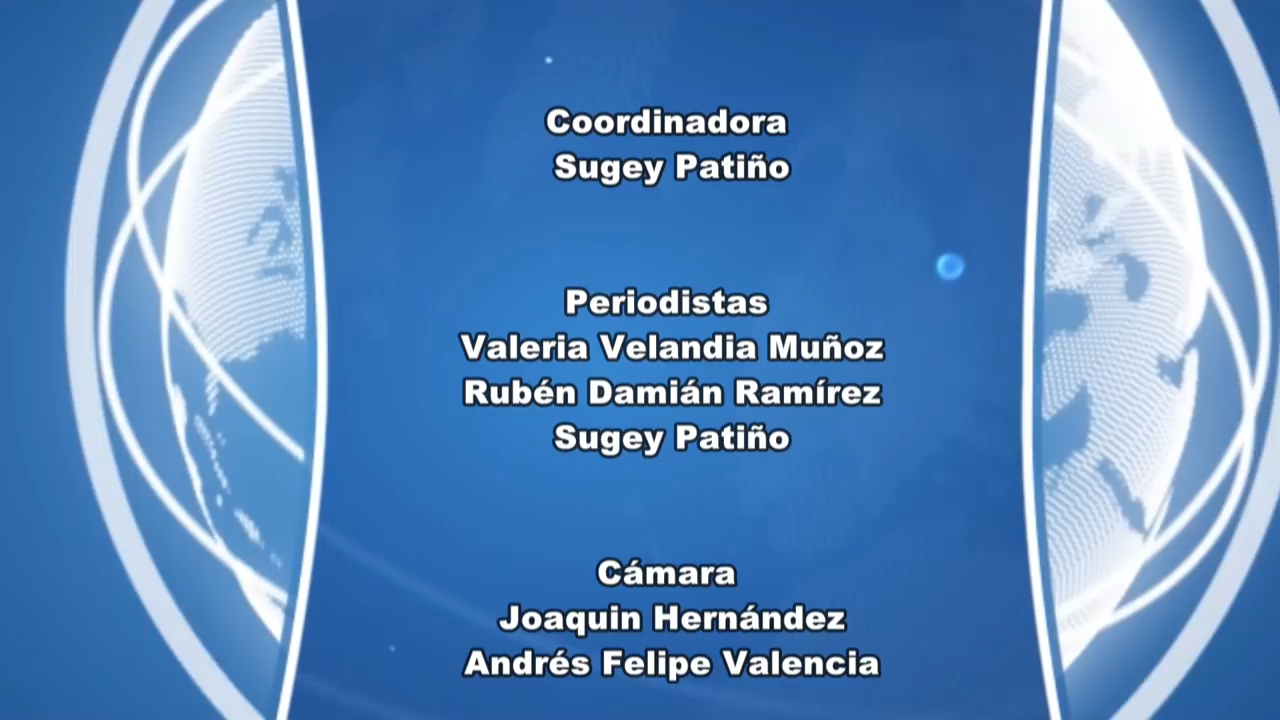 Coordinadora
Sugey Patiño
Periodistas
Valeria Velandia Muñoz
Rubén Damián Ramírez
Sugey Patiño
Cámara
Joaquin Hernández
Andrés Felipe Valencia